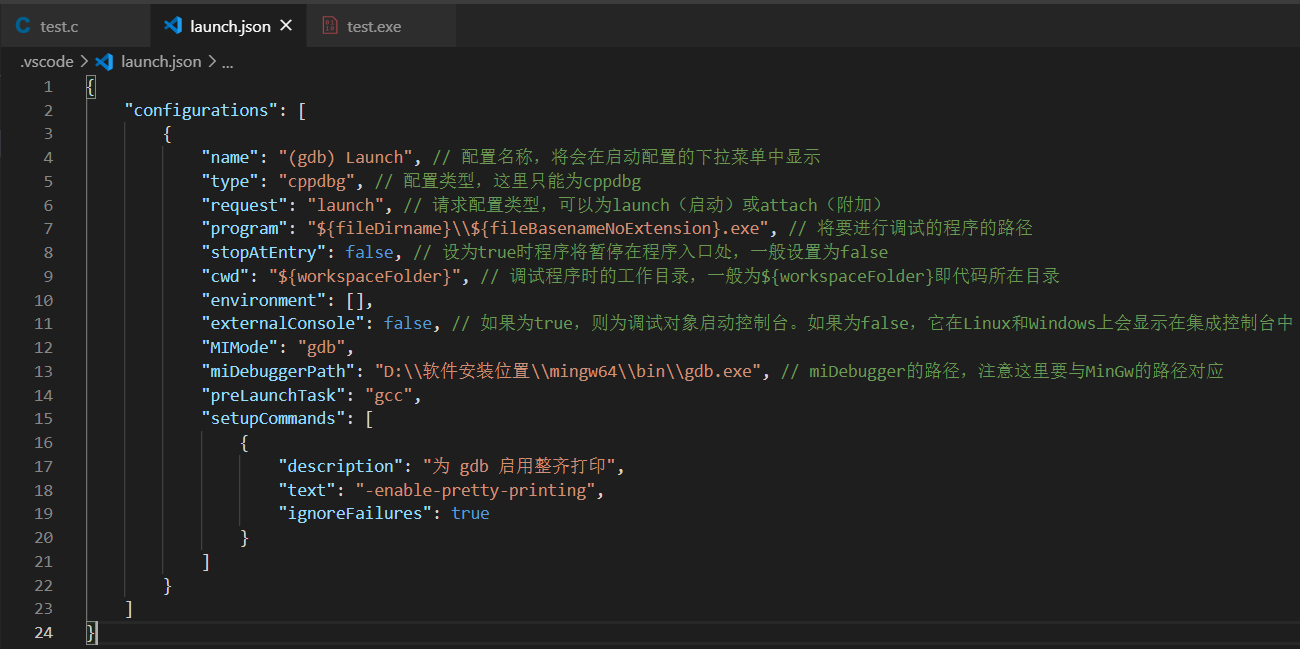 test.c launch.json × test.exe
.vscode > launch.json > ...
1 {
2 "configurations": [
3 {
4 "name": "(gdb) Launch", // 配置名称，将会在启动配置的下拉菜单中显示
5 "type": "cppdbg", // 配置类型，这里只能为cppdbg
6 "request": "launch", // 请求配置类型，可以为launch（启动）或attach（附加）
7 "program": "${fileDirname}\\${fileBasenameNoExtension}.exe", // 将要进行调试的程序的路径
8 "stopAtEntry": false, // 设为true时程序将暂停在程序入口处，一般设置为false
9 "cwd": "${workspaceFolder}", // 调试程序时的工作目录，一般为${workspaceFolder}即代码所在目录
10 "environment": [],
11 "externalConsole": false, // 如果为true，则为调试对象启动控制台。如果为false，它在Linux和Windows上会显示在集成控制台中
12 "MIMode": "gdb",
13 "miDebuggerPath": "D:\\软件安装位置\\mingw64\\bin\\gdb.exe", // miDebugger的路径，注意这里要与MinGw的路径对应
14 "preLaunchTask": "gcc",
15 "setupCommands": [
16 {
17 "description": "为 gdb 启用整齐打印",
18 "text": "-enable-pretty-printing",
19 "ignoreFailures": true
20 }
21 ]
22 }
23 ]
24 }